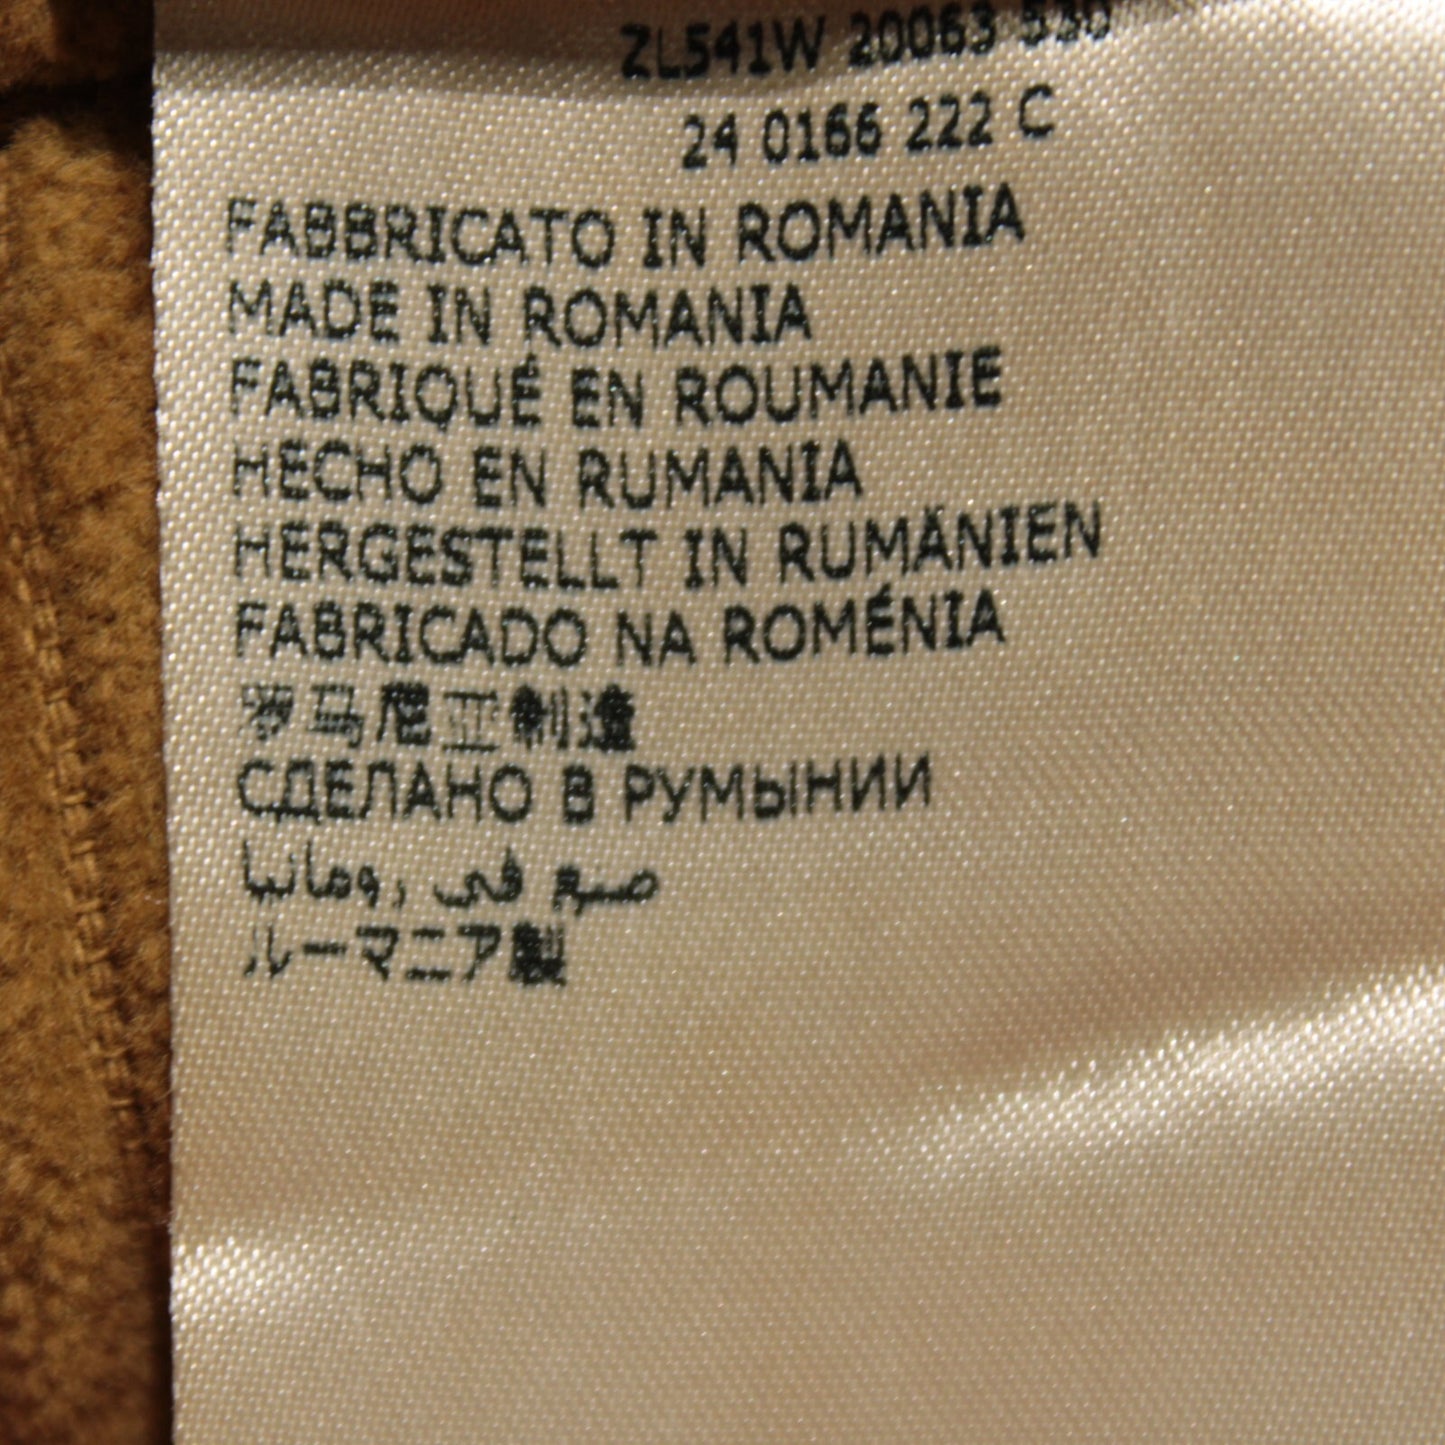 ZL541W 20063 530
24 0166 222 C
FABBRICATO IN ROMANIA
MADE IN ROMANIA
FABRIQUÉ EN ROUMANIE
HECHO EN RUMANIA
HERGESTELLT IN RUMÄNIEN
FABRICADO NA ROMÉNIA
罗马尼亚制造
СДЕЛАНО В РУМЫНИИ
صنع في رومانيا
ルーマニア製